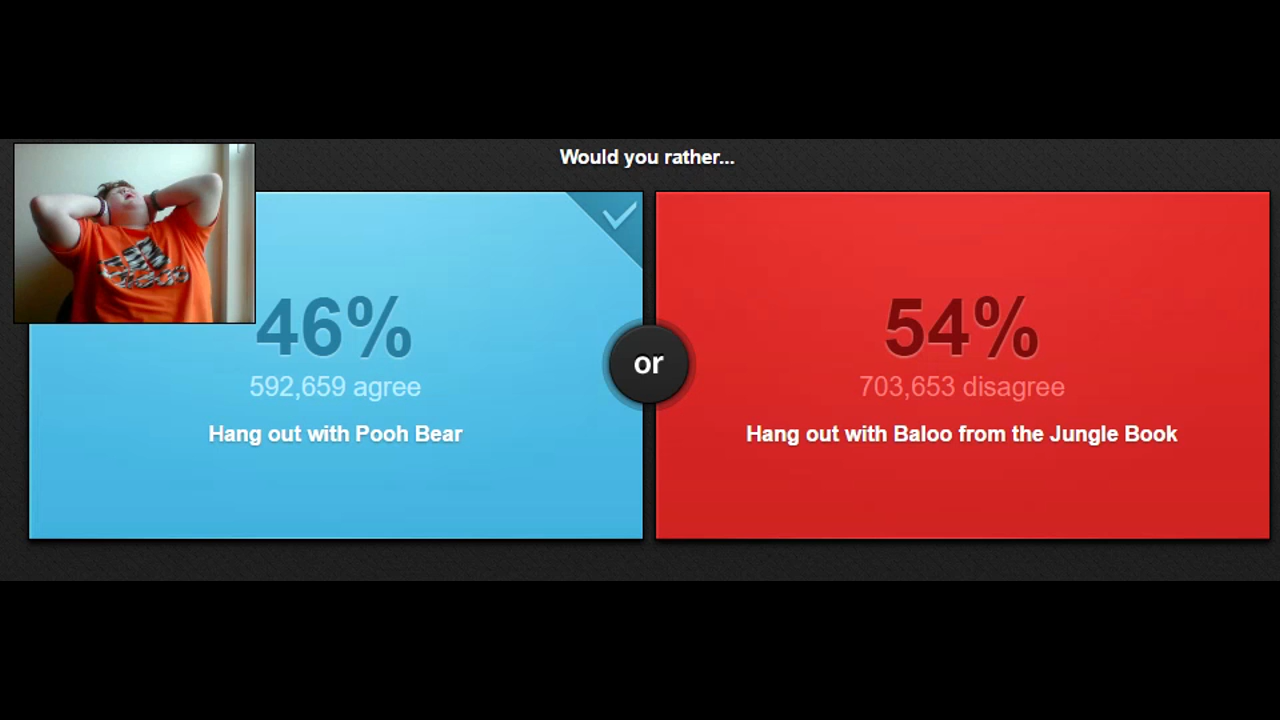 Would you rather...
46%
592,659 agree
Hang out with Pooh Bear
or
54%
703,653 disagree
Hang out with Baloo from the Jungle Book